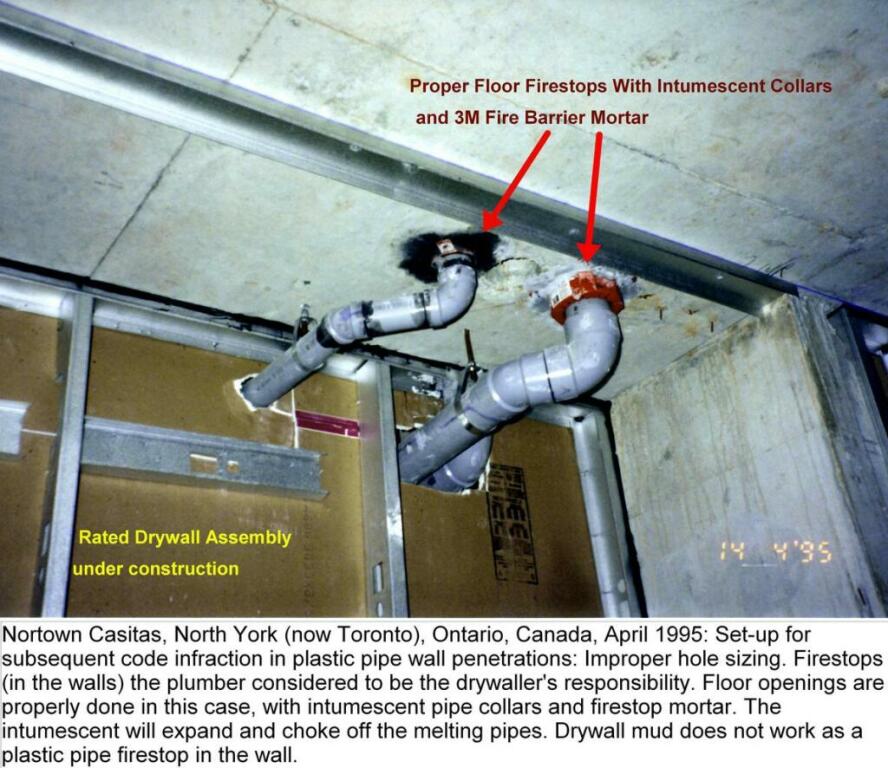 Proper Floor Firestops With Intumescent Collars
and 3M Fire Barrier Mortar
Rated Drywall Assembly
under construction
14 4'95
Nortown Casitas, North York (now Toronto), Ontario, Canada, April 1995: Set-up for
subsequent code infraction in plastic pipe wall penetrations: Improper hole sizing. Firestops
(in the walls) the plumber considered to be the drywaller's responsibility. Floor openings are
properly done in this case, with intumescent pipe collars and firestop mortar. The
intumescent will expand and choke off the melting pipes. Drywall mud does not work as a
plastic pipe firestop in the wall.